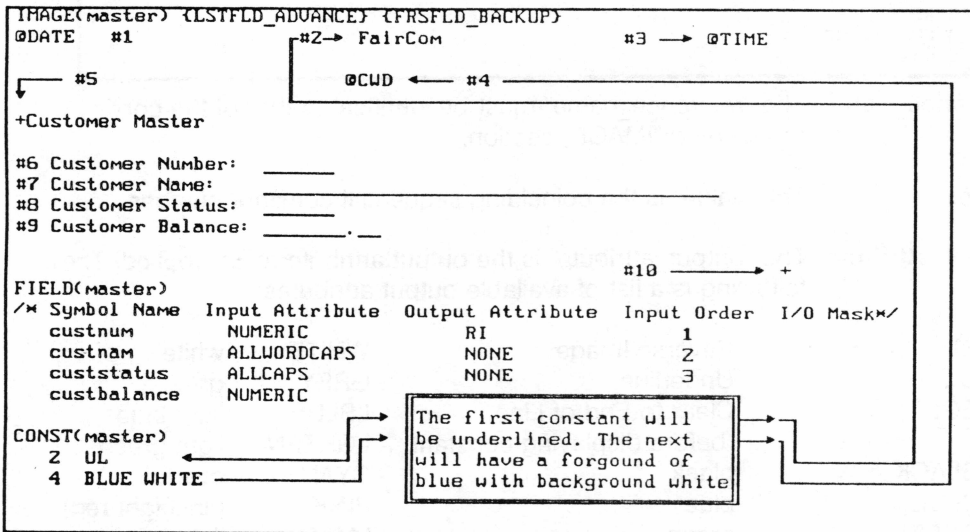 IMAGE(master) {LSTFLD_ADVANCE} {FRSFLD_BACKUP}
@DATE #1 #2 FairCom #3 @TIME
#5 @CWD #4
+Customer Master
#6 Customer Number: ______
#7 Customer Name:
#8 Customer Status: ______
#9 Customer Balance: _______.__
#10 +
FIELD(master)
/* Symbol Name Input Attribute Output Attribute Input Order I/O Mask*/
custnum NUMERIC RI 1
custnam ALLWORDCAPS NONE 2
custstatus ALLCAPS NONE 3
custbalance NUMERIC
The first constant will
be underlined. The next
will have a forgound of
blue with background white
CONST(master)
2 UL
4 BLUE WHITE